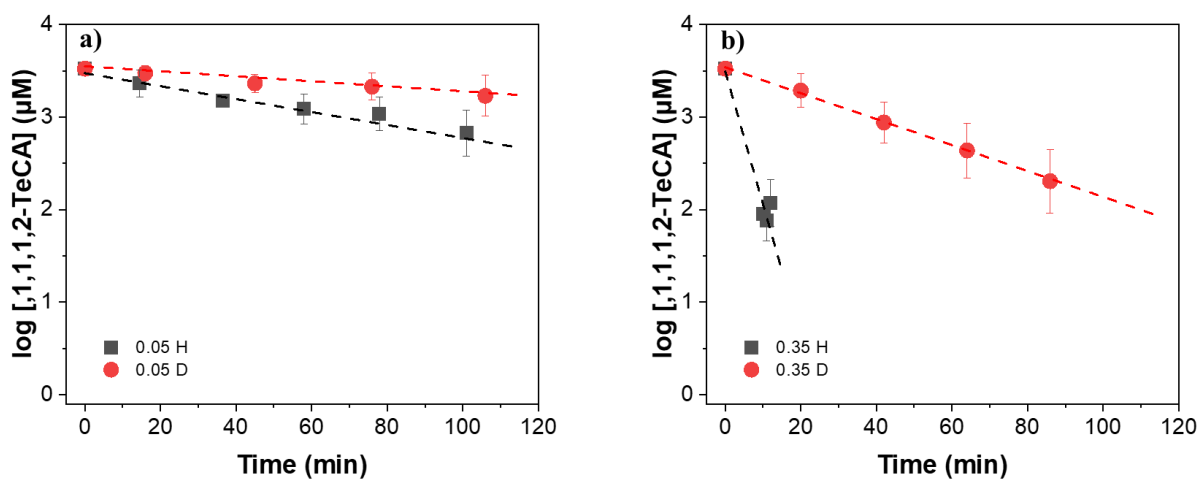 a)
log [,1,1,1,2-TeCA] (μM)
4
3
2
1
0
0.05 H
0.05 D
0 20 40 60 80 100 120
Time (min)
b)
log [,1,1,1,2-TeCA] (μM)
4
3
2
1
0
0.35 H
0.35 D
0 20 40 60 80 100 120
Time (min)